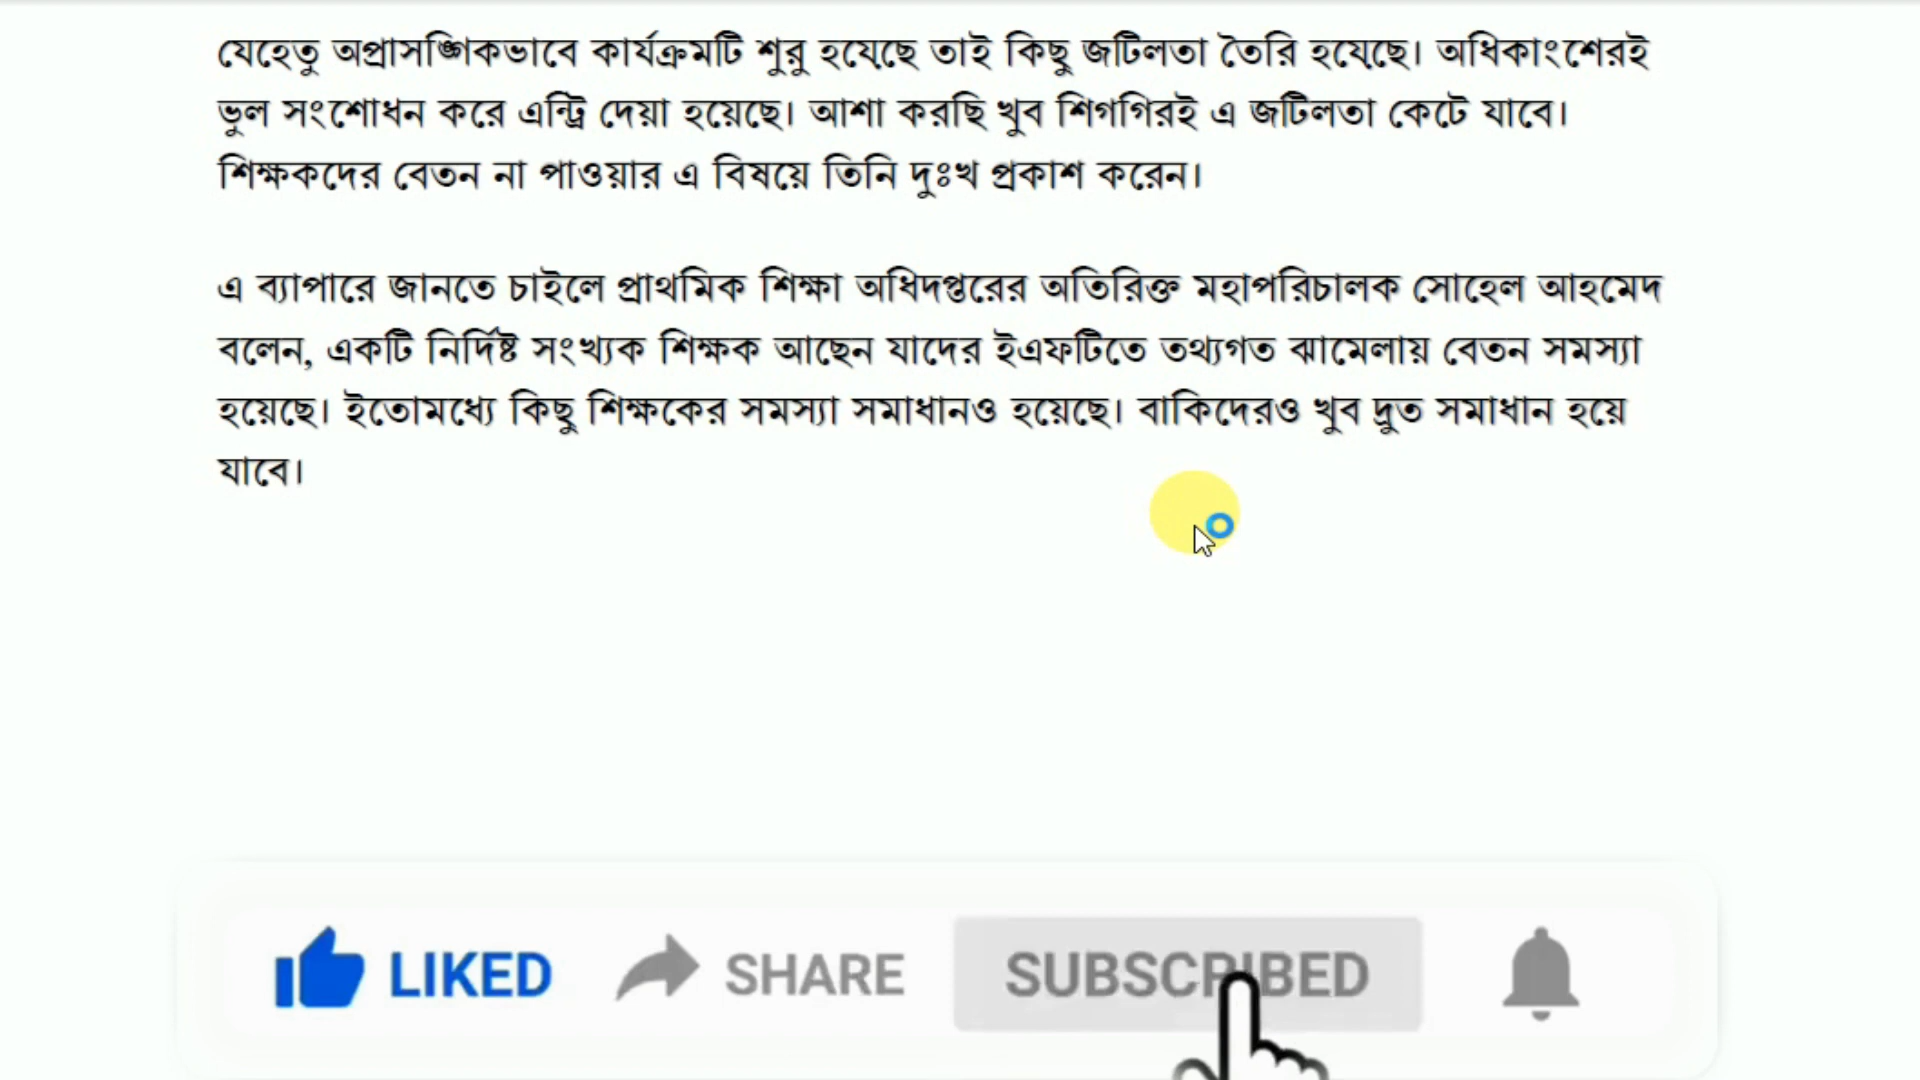 যেহেতু অপ্রাসঙ্গিকভাবে কার্যক্রমটি শুরু হয়েছে তাই কিছু জটিলতা তৈরি হয়েছে। অধিকাংশেরই
ভুল সংশোধন করে এন্ট্রি দেয়া হয়েছে। আশা করছি খুব শিগগিরই এ জটিলতা কেটে যাবে।
শিক্ষকদের বেতন না পাওয়ার এ বিষয়ে তিনি দুঃখ প্রকাশ করেন।
এ ব্যাপারে জানতে চাইলে প্রাথমিক শিক্ষা অধিদপ্তরের অতিরিক্ত মহাপরিচালক সোহেল আহমেদ
বলেন, একটি নির্দিষ্ট সংখ্যক শিক্ষক আছেন যাদের ইএফটিতে তথ্যগত ঝামেলায় বেতন সমস্যা
হয়েছে। ইতোমধ্যে কিছু শিক্ষকের সমস্যা সমাধানও হয়েছে। বাকিদেরও খুব দ্রুত সমাধান হয়ে
যাবে।
LIKED SHARE SUBSCRIBED